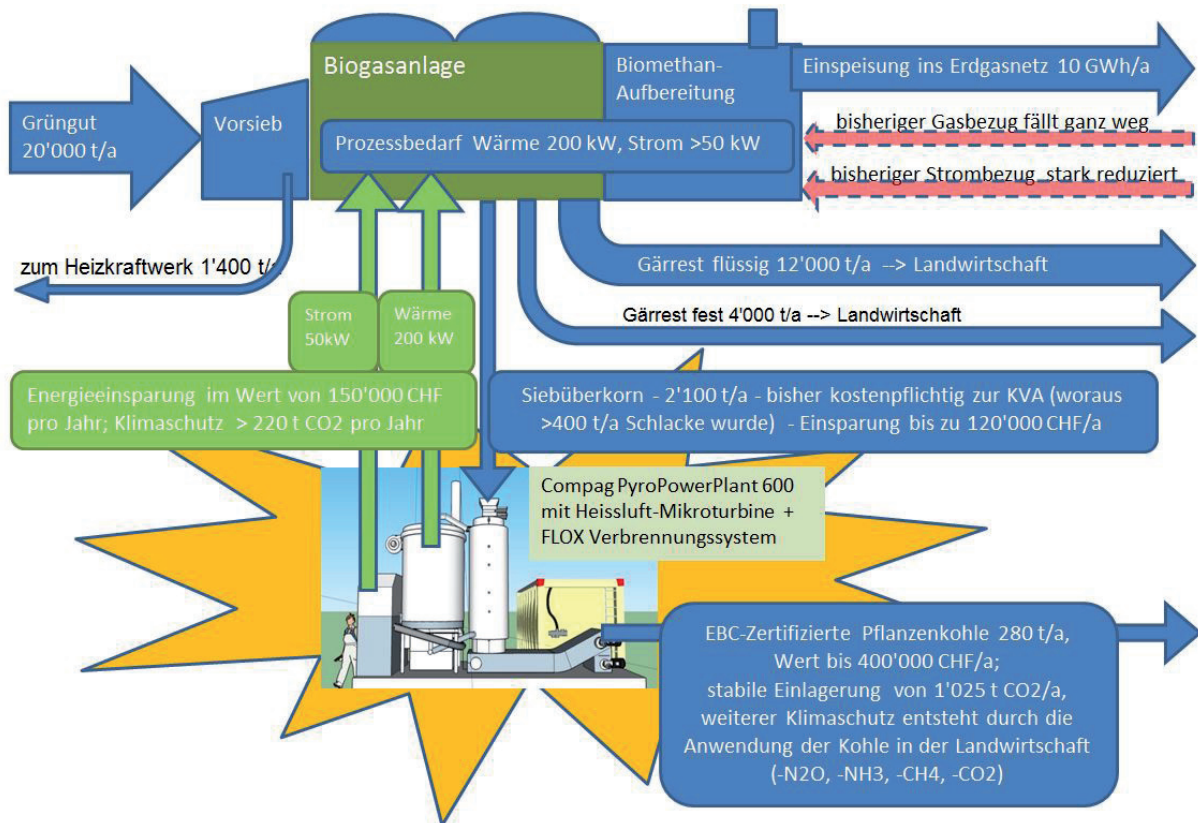 Grüngut
20'000 t/a
Vorsieb
Biogasanlage
Biomethan-
Aufbereitung
Einspeisung ins Erdgasnetz 10 GWh/a
Prozessbedarf Wärme 200 kW, Strom >50 kW
bisheriger Gasbezug fällt ganz weg
bisheriger Strombezug stark reduziert
zum Heizkraftwerk 1'400 t/a
Gärrest flüssig 12'000 t/a --> Landwirtschaft
Gärrest fest 4'000 t/a --> Landwirtschaft
Strom
50kW
Wärme
200 kW
Energieeinsparung im Wert von 150'000 CHF
pro Jahr; Klimaschutz > 220 t CO2 pro Jahr
Siebüberkorn - 2'100 t/a - bisher kostenpflichtig zur KVA (woraus
>400 t/a Schlacke wurde) - Einsparung bis zu 120'000 CHF/a
Compag PyroPowerPlant 600
mit Heissluft-Mikroturbine +
FLOX Verbrennungssystem
EBC-Zertifizierte Pflanzenkohle 280 t/a,
Wert bis 400'000 CHF/a;
stabile Einlagerung von 1'025 t CO2/a,
weiterer Klimaschutz entsteht durch die
Anwendung der Kohle in der Landwirtschaft
(-N2O, -NH3, -CH4, -CO2)